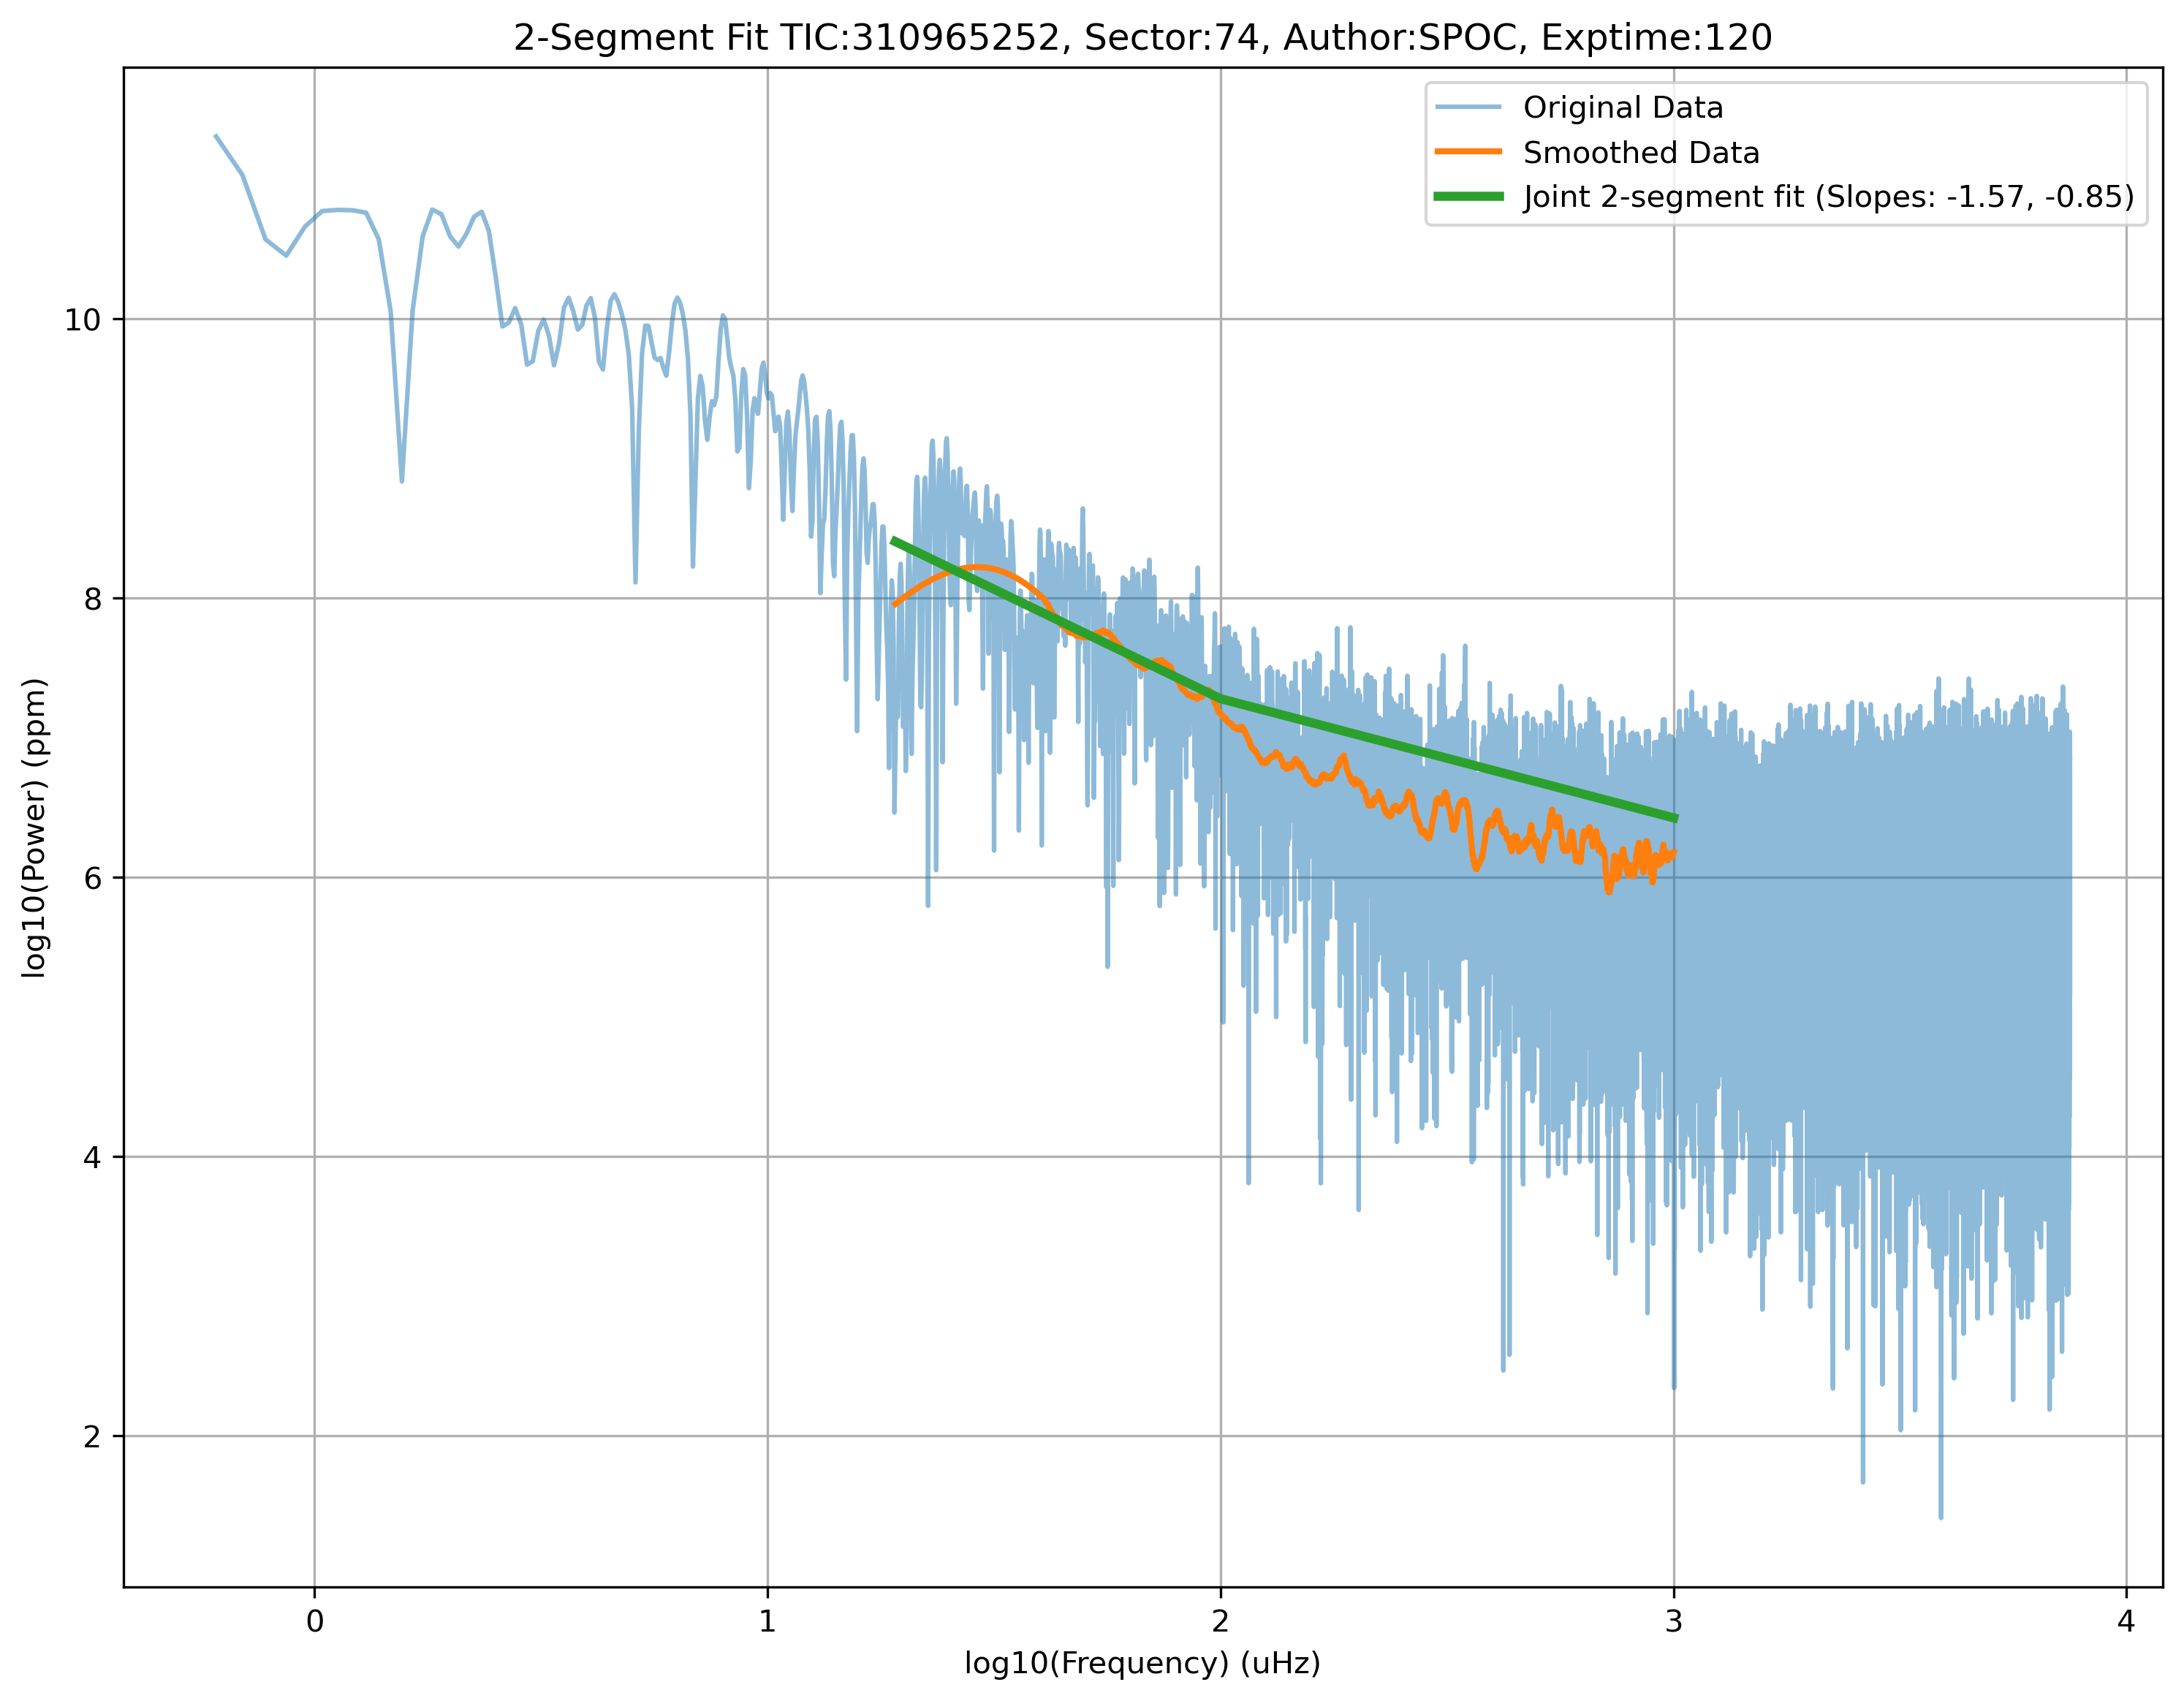 2-Segment Fit TIC:310965252, Sector:74, Author:SPOC, Exptime:120
Original Data
Smoothed Data
Joint 2-segment fit (Slopes: -1.57, -0.85)
log10(Power) (ppm)
10
8
6
4
2
0 1 2 3 4
log10(Frequency) (uHz)